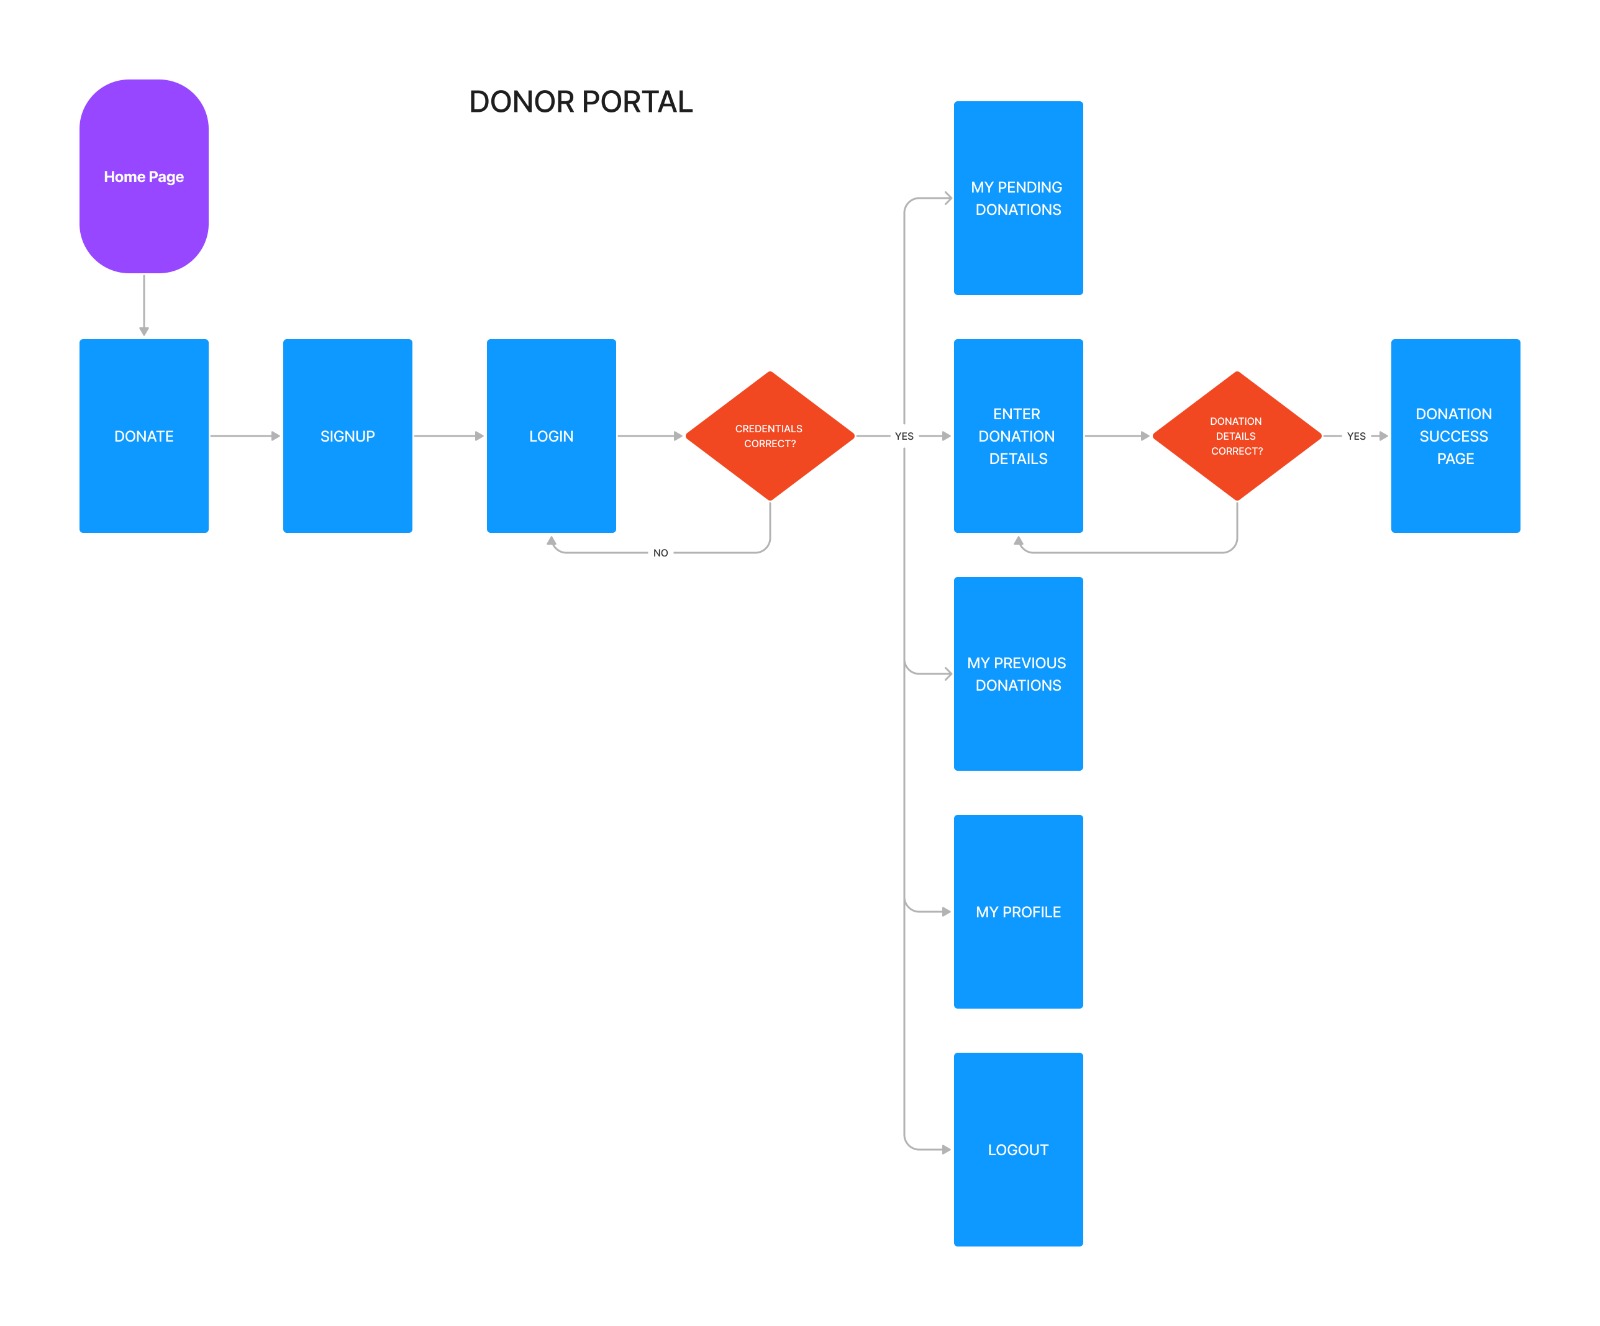 DONOR PORTAL
Home Page
MY PENDING
DONATIONS
DONATE
SIGNUP
LOGIN
CREDENTIALS
CORRECT?
YES
NO
ENTER
DONATION
DETAILS
DONATION
DETAILS
CORRECT?
YES
DONATION
SUCCESS
PAGE
MY PREVIOUS
DONATIONS
MY PROFILE
LOGOUT